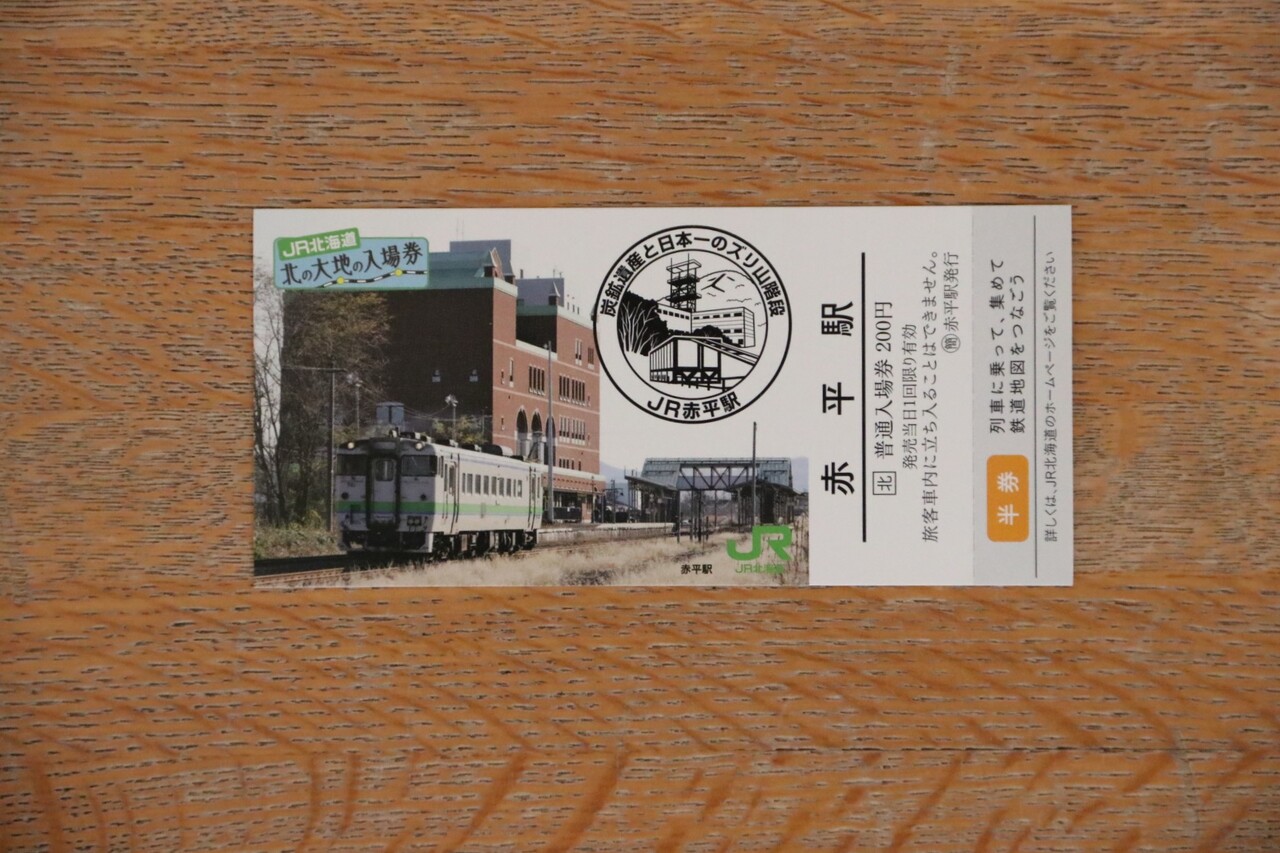 JR北海道
北の大地の入場券
炭鉱遺産と日本一のズリ山階段
JR赤平駅
赤平駅
JR
JR北海道
赤平駅
北 普通入場券 200円
発売当日1回限り有効
旅客車内に立ち入ることはできません。
簡 赤平駅発行
半券
列車に乗って、集めて
鉄道地図をつなごう
詳しくは、JR北海道のホームページをご覧ください